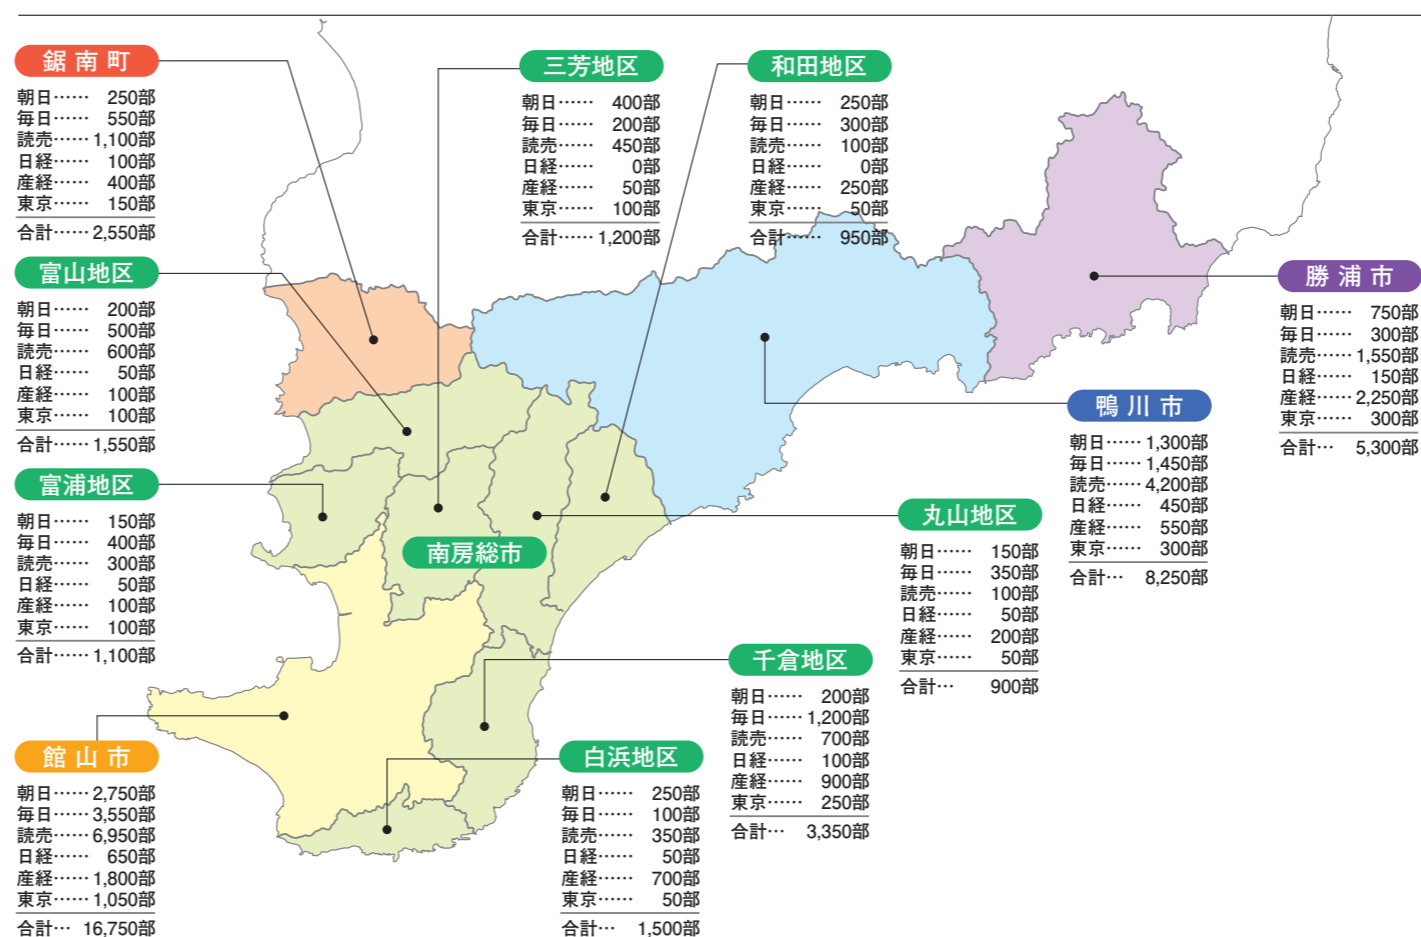 鋸南町
朝日…… 250部
毎日…… 550部
読売…… 1,100部
日経…… 100部
産経…… 400部
東京…… 150部
合計…… 2,550部
富山地区
朝日…… 200部
毎日…… 500部
読売…… 600部
日経…… 50部
産経…… 100部
東京…… 100部
合計…… 1,550部
富浦地区
朝日…… 150部
毎日…… 400部
読売…… 300部
日経…… 50部
産経…… 100部
東京…… 100部
合計…… 1,100部
館山市
朝日…… 2,750部
毎日…… 3,550部
読売…… 6,950部
日経…… 650部
産経…… 1,800部
東京…… 1,050部
合計… 16,750部
三芳地区
朝日…… 400部
毎日…… 200部
読売…… 450部
日経…… 0部
産経…… 50部
東京…… 100部
合計…… 1,200部
和田地区
朝日…… 250部
毎日…… 300部
読売…… 100部
日経…… 0部
産経…… 250部
東京…… 50部
合計…… 950部
南房総市
勝浦市
朝日…… 750部
毎日…… 300部
読売…… 1,550部
日経…… 150部
産経…… 2,250部
東京…… 300部
合計… 5,300部
鴨川市
朝日…… 1,300部
毎日…… 1,450部
読売…… 4,200部
日経…… 450部
産経…… 550部
東京…… 300部
合計… 8,250部
丸山地区
朝日…… 150部
毎日…… 350部
読売…… 100部
日経…… 50部
産経…… 200部
東京…… 50部
合計… 900部
千倉地区
朝日…… 200部
毎日…… 1,200部
読売…… 700部
日経…… 100部
産経…… 900部
東京…… 250部
合計… 3,350部
白浜地区
朝日…… 250部
毎日…… 100部
読売…… 350部
日経…… 50部
産経…… 700部
東京…… 50部
合計… 1,500部